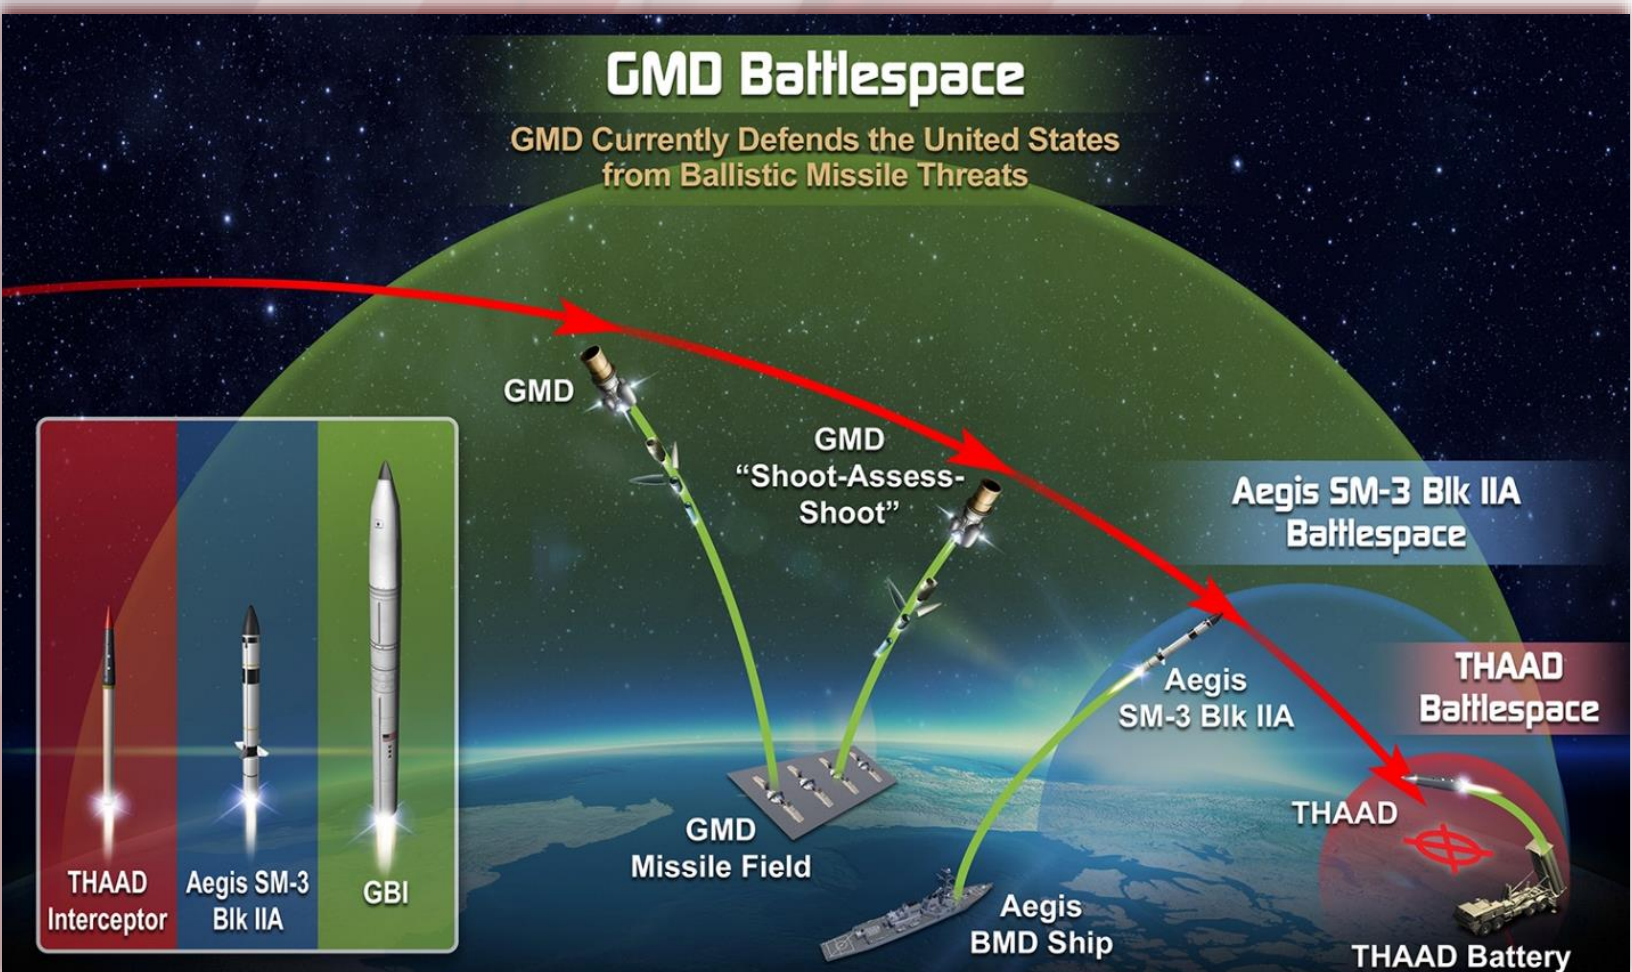 GMD Battlespace
GMD Currently Defends the United States
from Ballistic Missile Threats
GMD
GMD
“Shoot-Assess-
Shoot”
Aegis SM-3 Blk IIA
Battlespace
Aegis
SM-3 Blk IIA
THAAD
Battlespace
THAAD
GMD
Missile Field
Aegis
BMD Ship
THAAD Battery
THAAD
Interceptor
Aegis SM-3
Blk IIA
GBI